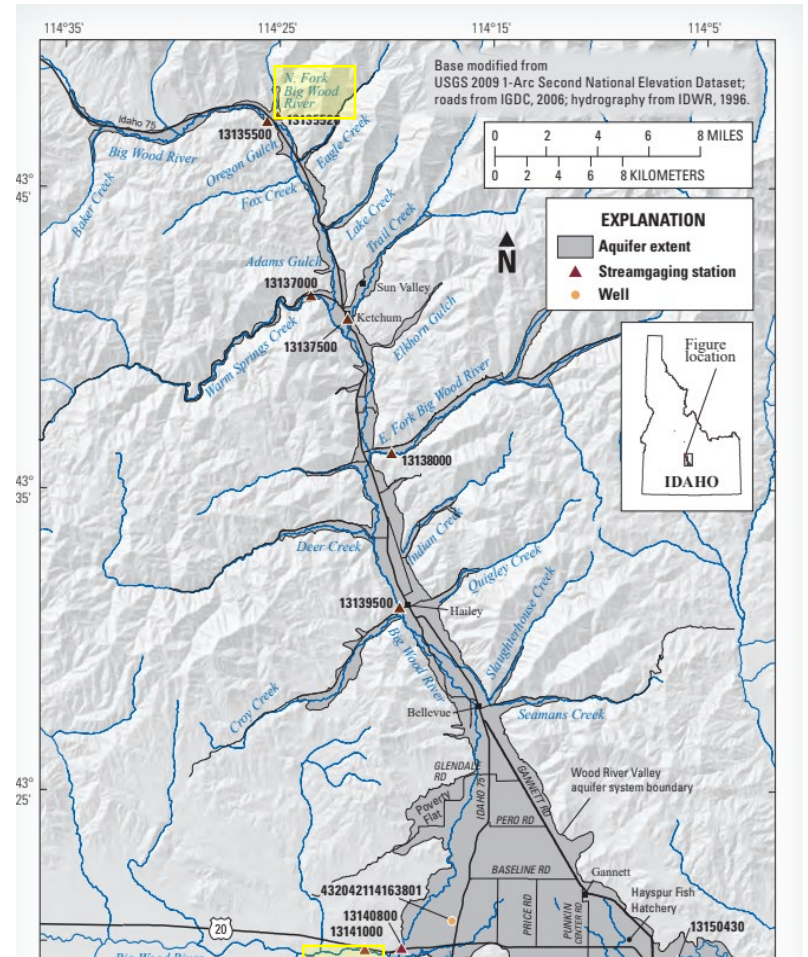 114°35'
114°25'
114°15'
114°5'
N. Fork
Big Wood
River
Base modified from
USGS 2009 1-Arc Second National Elevation Dataset;
roads from IGDC, 2006; hydrography from IDWR, 1996.
Idaho 75
13135500
13135520
Big Wood River
Oregon Gulch
Eagle Creek
0 2 4 6 8 MILES
0 2 4 6 8 KILOMETERS
43°
45'
Baker Creek
Fox Creek
Lake Creek
Trail Creek
EXPLANATION
Aquifer extent
Streamgaging station
Well
N
Adams Gulch
13137000
Sun Valley
Ketchum
13137500
Elkhorn Gulch
Warm Springs Creek
Figure
location
IDAHO
E. Fork Big Wood River
13138000
43°
35'
Deer Creek
Indian Creek
Quigley Creek
13139500
Hailey
Big Wood River
Slaughterhouse Creek
Croy Creek
Bellevue
Seamans Creek
43°
25'
GLENDALE
RD
IDAHO 75
GANNETT RD
Wood River Valley
aquifer system boundary
Poverty
Flat
PERO RD
BASELINE RD
Gannett
432042114163801
PRICE RD
PUNKIN
CENTER RD
Hayspur Fish
Hatchery
13140800
13141000
13150430
20
Big Wood River